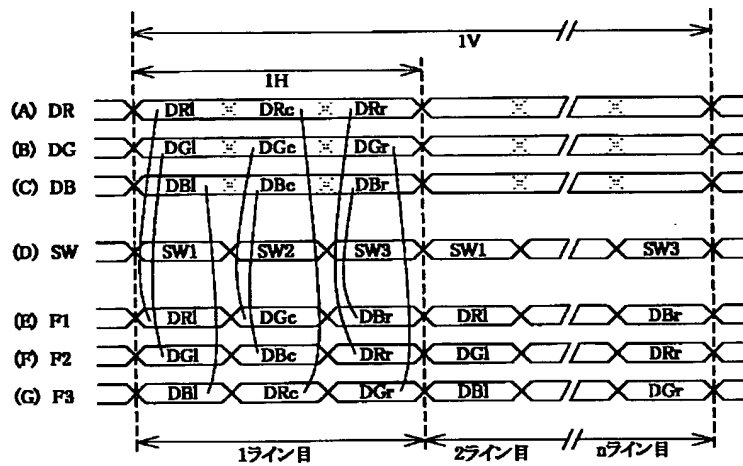 1V
1H
(A) DR DRl DRc DRr
(B) DG DGl DGc DGr
(C) DB DBl DBc DBr
(D) SW SW1 SW2 SW3 SW1 SW3
(E) F1 DRl DGc DBr DRl DBr
(F) F2 DGl DBc DRr DGl DRr
(G) F3 DBl DRc DGr DBl DGr
1ライン目 2ライン目 nライン目